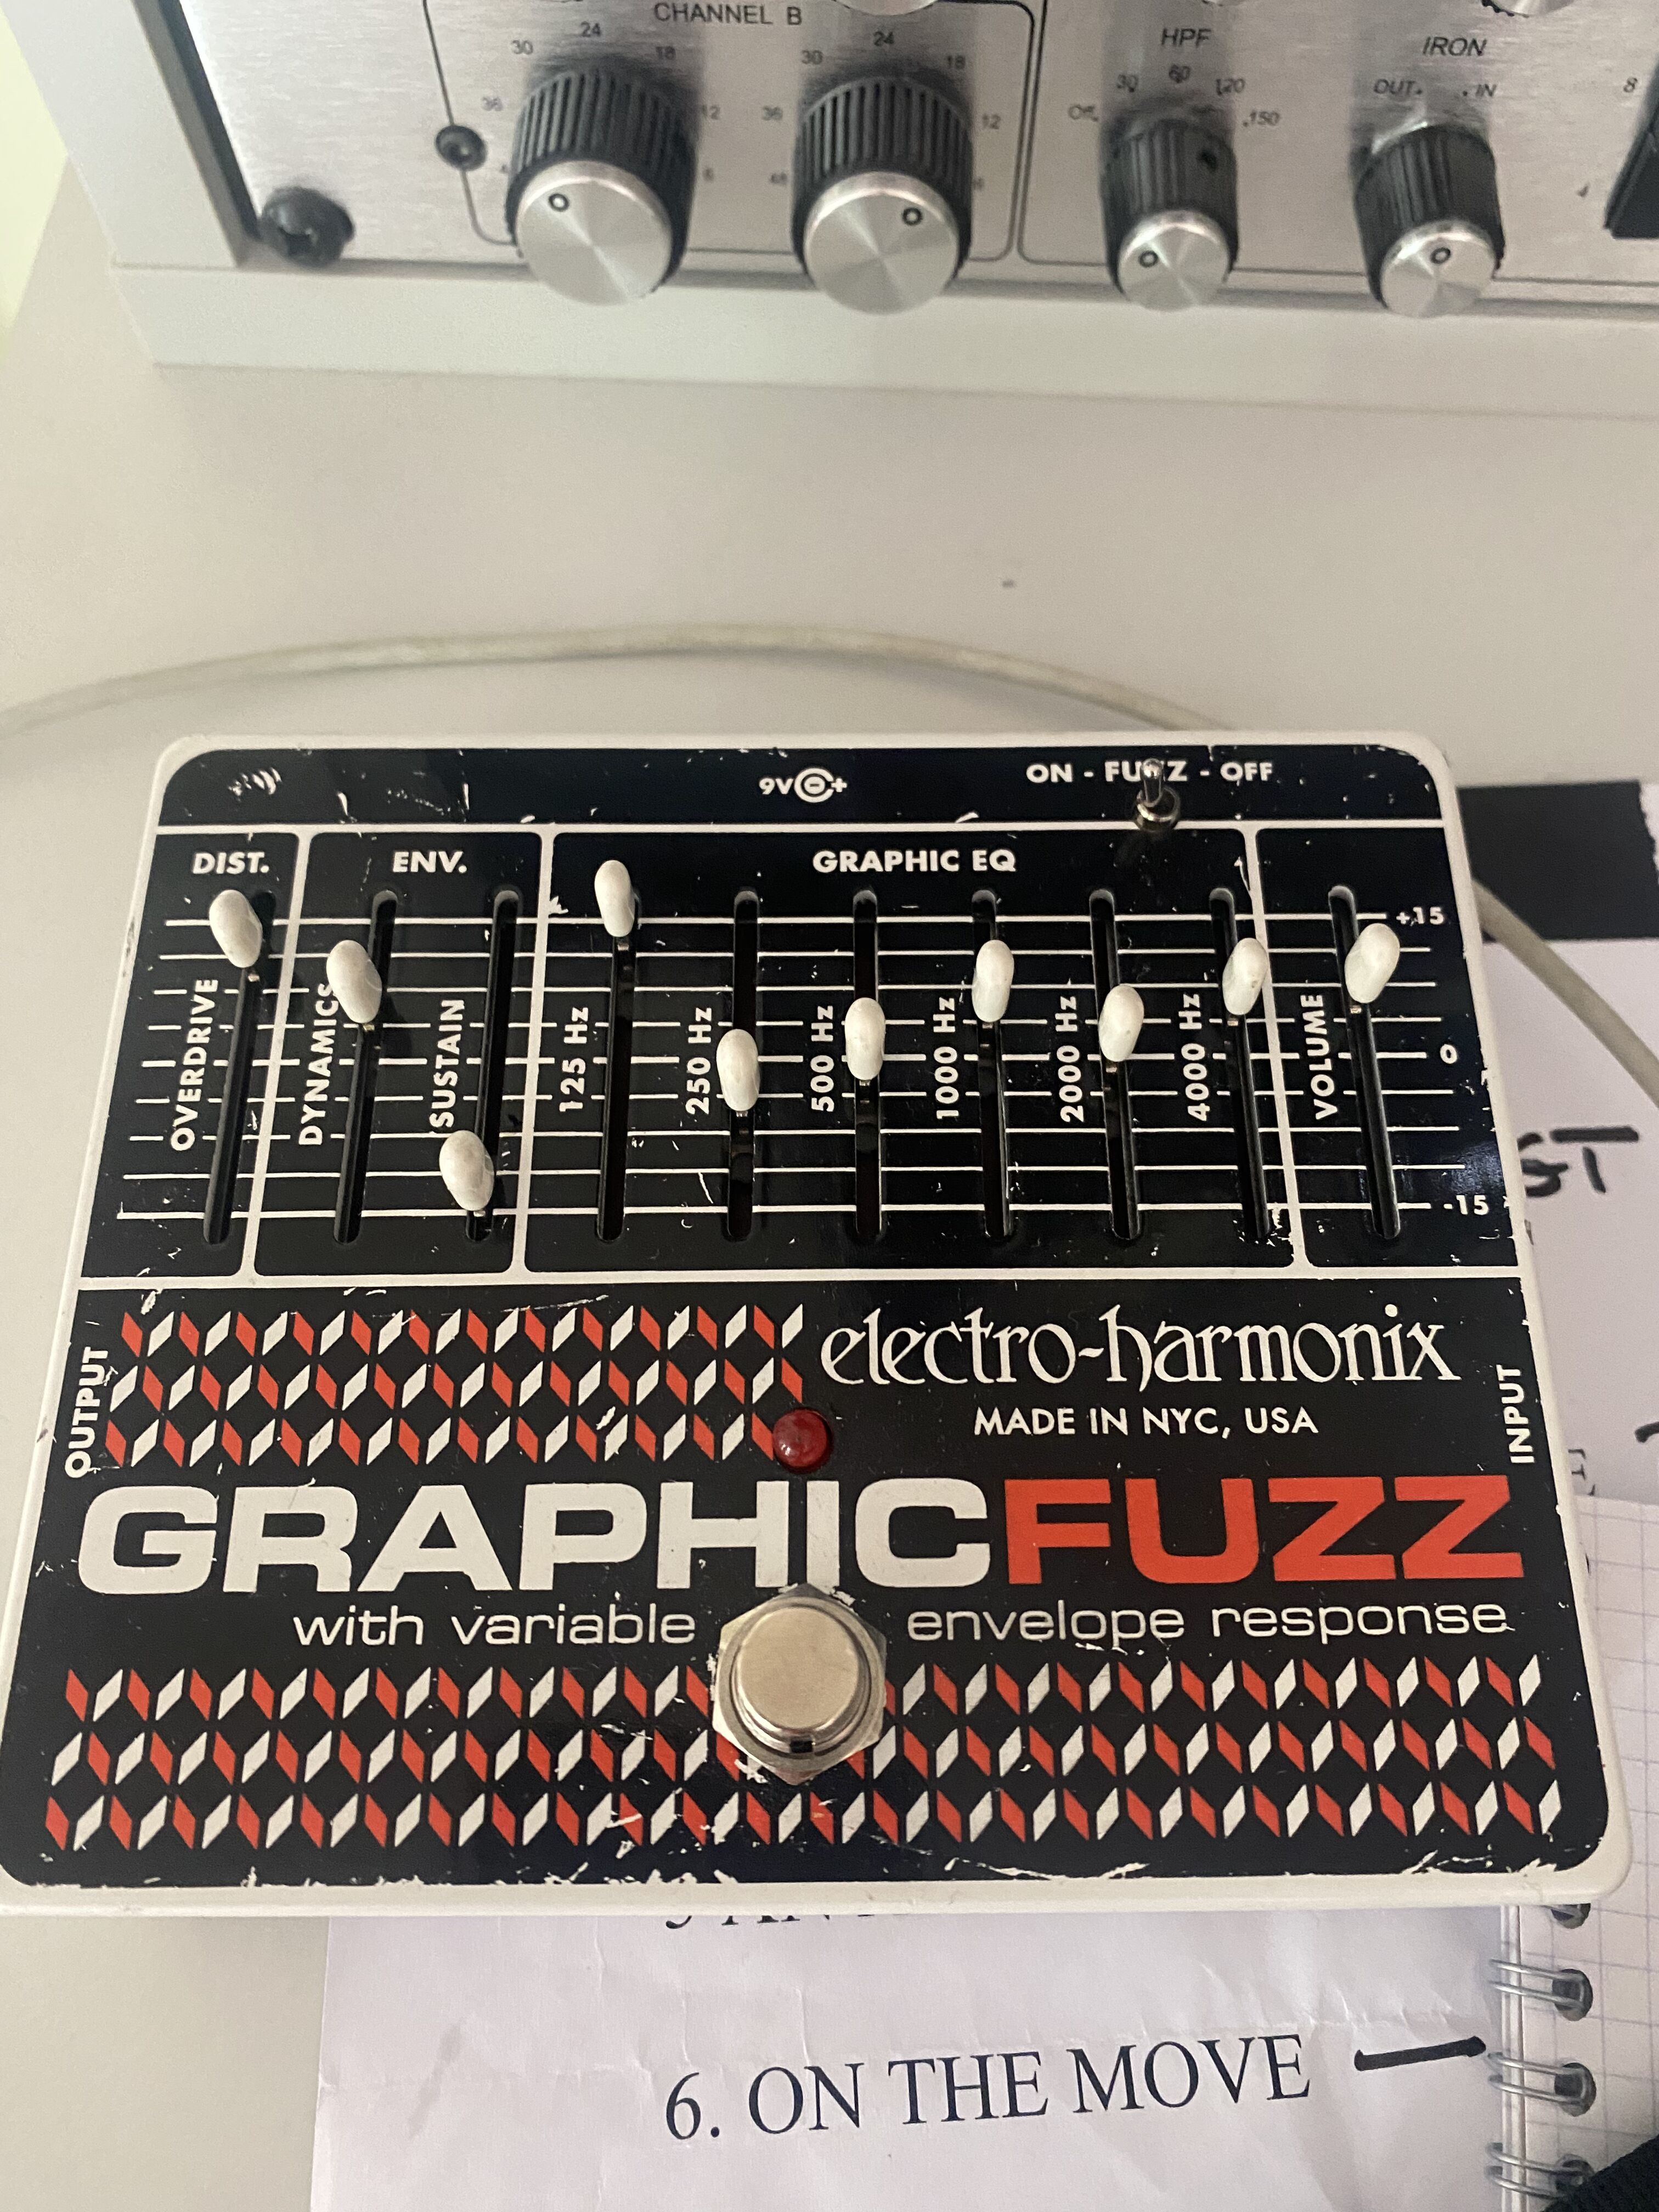 CHANNEL B
30 24 18
36 12
6
30 24 18
36 12
48 6
HPF
30 60 120
Off 150
IRON
OUT IN
8
9V - +
ON - FUZZ - OFF
DIST.
ENV.
GRAPHIC EQ
OVERDRIVE
DYNAMICS
SUSTAIN
125 Hz
250 Hz
500 Hz
1000 Hz
2000 Hz
4000 Hz
VOLUME
+15
0
-15
OUTPUT
electro-harmonix
MADE IN NYC, USA
INPUT
GRAPHICFUZZ
with variable envelope response
6. ON THE MOVE —